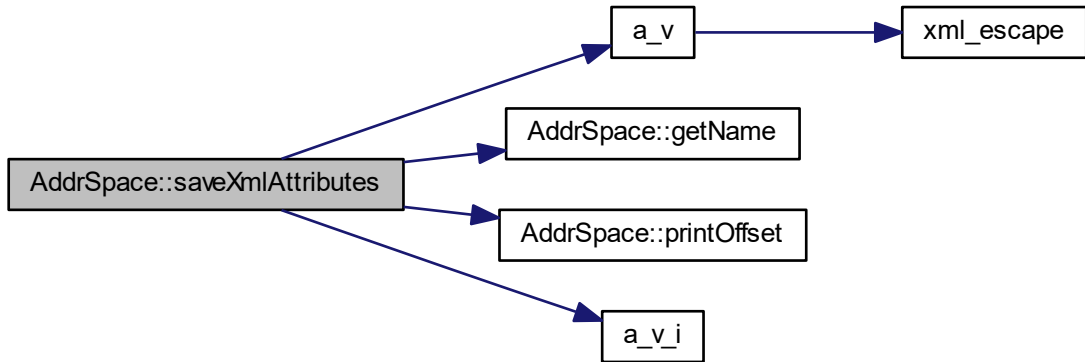 a_v
xml_escape
AddrSpace::getName
AddrSpace::saveXmlAttributes
AddrSpace::printOffset
a_v_i